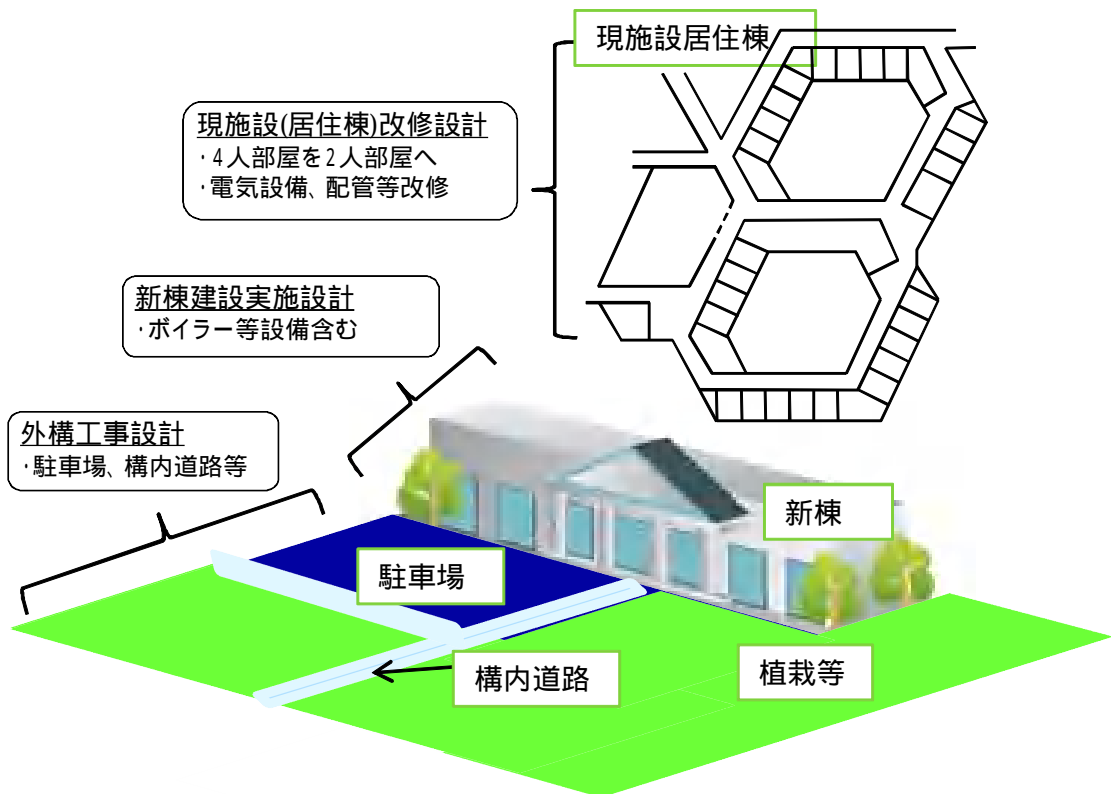 現施設居住棟
現施設(居住棟)改修設計
・4人部屋を2人部屋へ
・電気設備、配管等改修
新棟建設実施設計
・ボイラー等設備含む
外構工事設計
・駐車場、構内道路等
新棟
駐車場
構内道路
植栽等